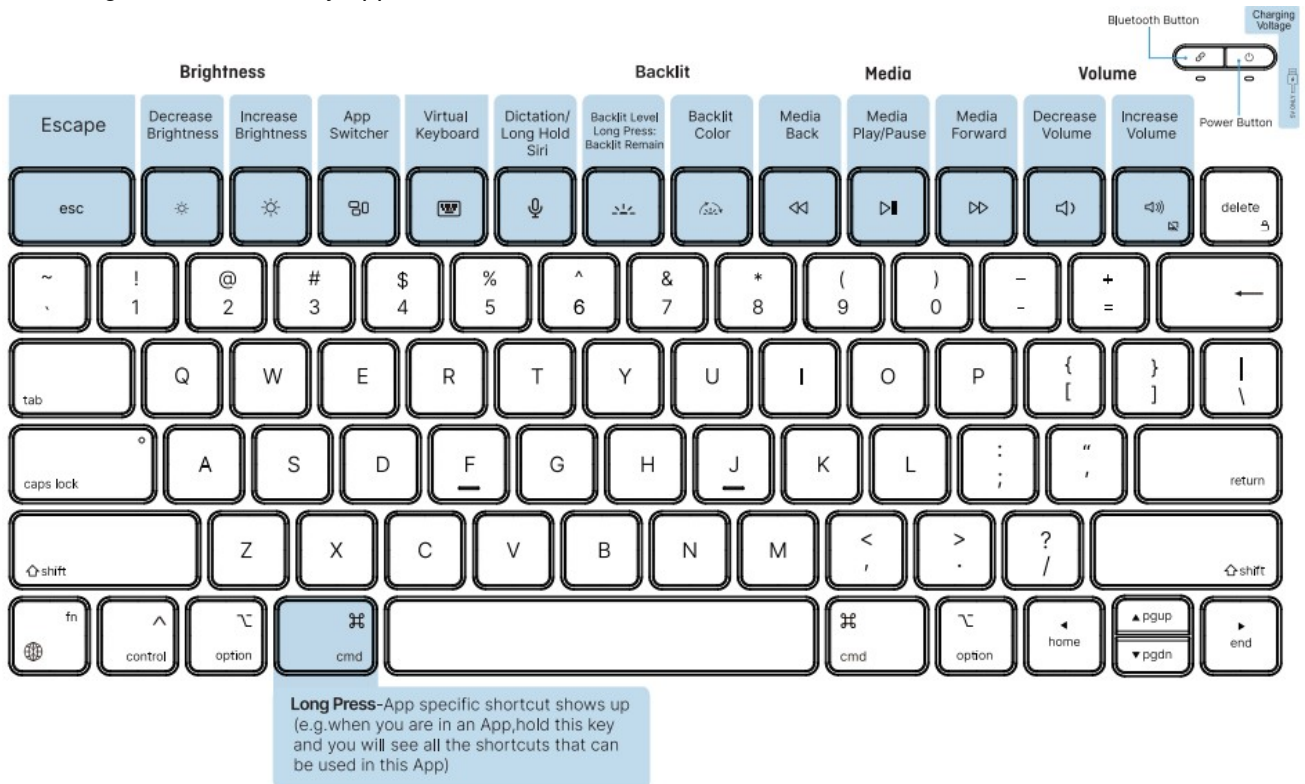 Bluetooth Button
Charging
Voltage
Brightness
Backlit
Media
Volume
5V ONLY
Power Button
Escape
Decrease
Brightness
Increase
Brightness
App
Switcher
Virtual
Keyboard
Dictation/
Long Hold
Siri
Backlit Level
Long Press:
Backlit Remain
Backlit
Color
Media
Back
Media
Play/Pause
Media
Forward
Decrease
Volume
Increase
Volume
esc
delete
~ ! @ # $ % ^ & * ( ) – +
` 1 2 3 4 5 6 7 8 9 0 - = ←
tab Q W E R T Y U I O P { [ } ] | \
caps lock A S D F G H J K L : ; “ ' return
shift Z X C V B N M < , > . ? / shift
fn ^ control ⌥ option ⌘ cmd ⌘ cmd ⌥ option ◂ home ▴ pgup ▾ pgdn ▸ end
Long Press-App specific shortcut shows up
(e.g.when you are in an App,hold this key
and you will see all the shortcuts that can
be used in this App)